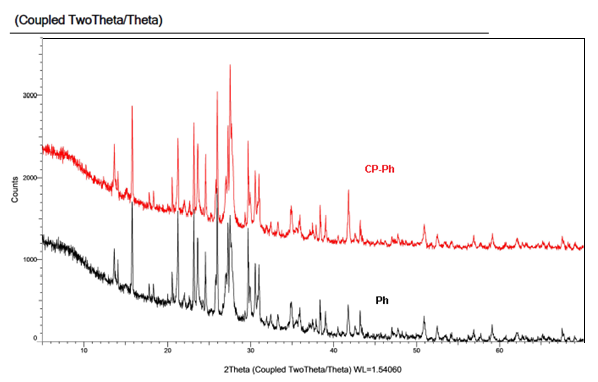 (Coupled TwoTheta/Theta)
3000
CP-Ph
2000
Counts
1000
Ph
0
10 20 30 40 50 60
2Theta (Coupled TwoTheta/Theta) WL=1.54060